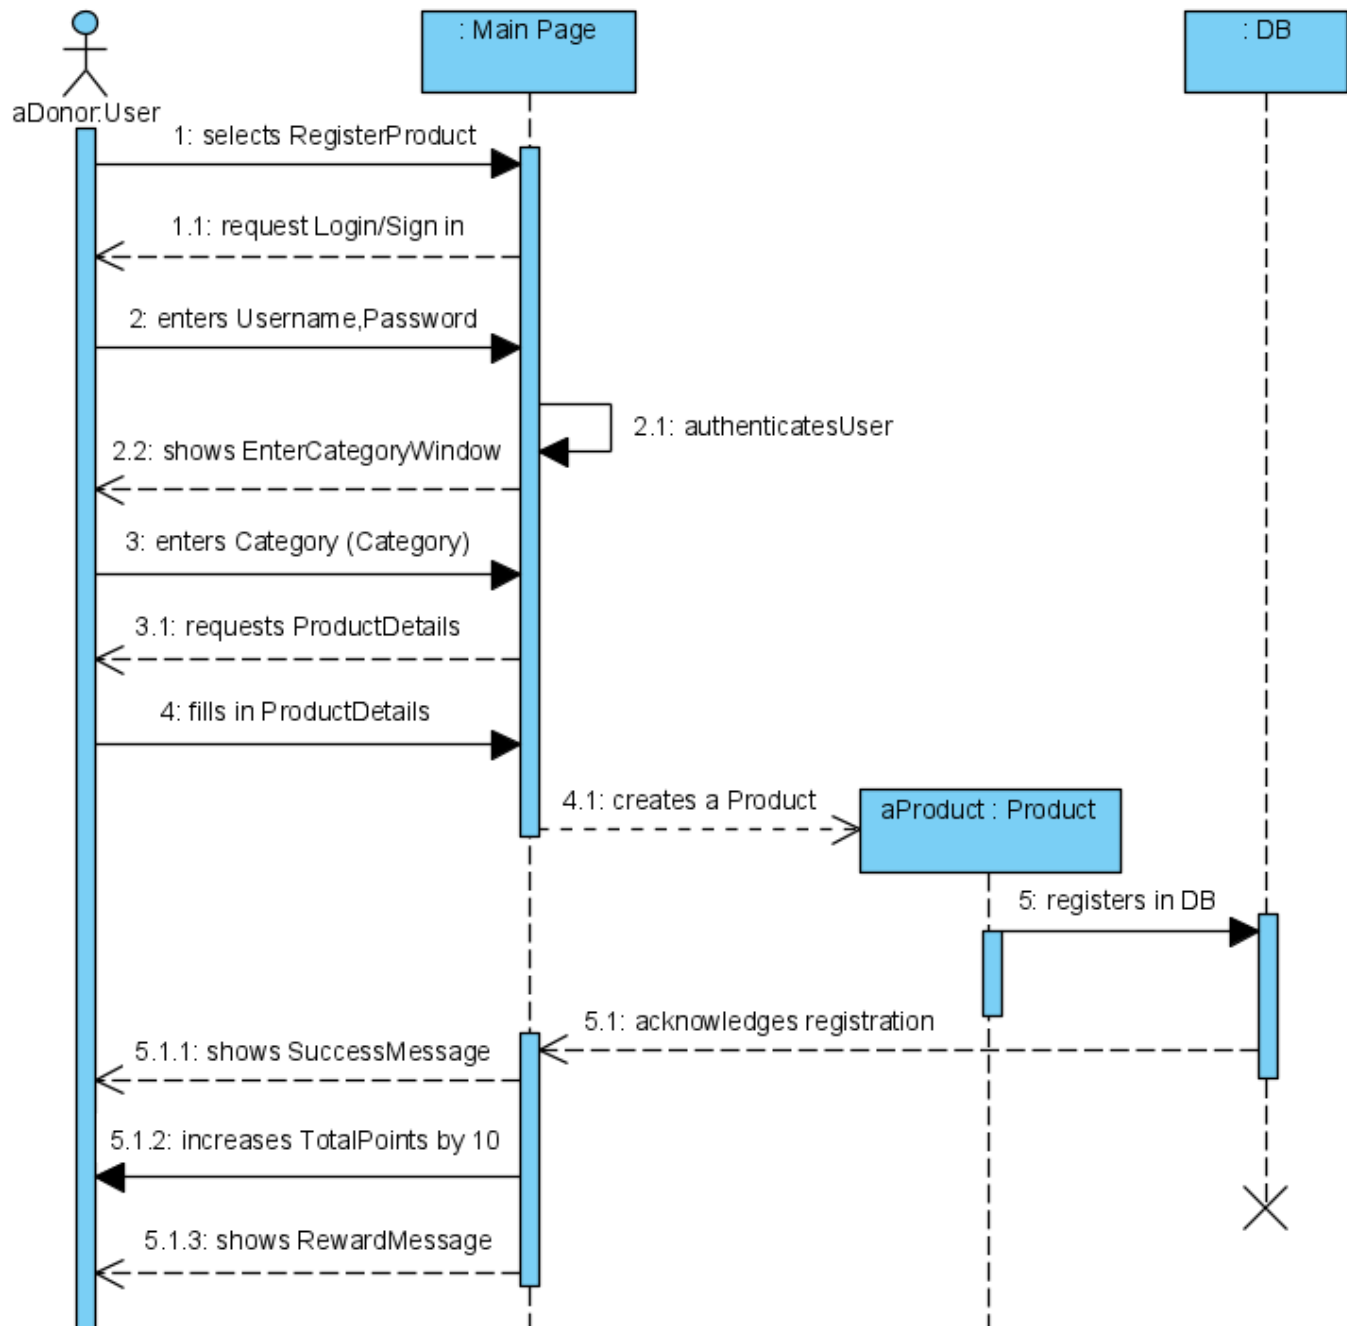 : Main Page
: DB
aDonor:User
1: selects RegisterProduct
1.1: request Login/Sign in
2: enters Username,Password
2.1: authenticatesUser
2.2: shows EnterCategoryWindow
3: enters Category (Category)
3.1: requests ProductDetails
4: fills in ProductDetails
4.1: creates a Product
aProduct : Product
5: registers in DB
5.1: acknowledges registration
5.1.1: shows SuccessMessage
5.1.2: increases TotalPoints by 10
5.1.3: shows RewardMessage